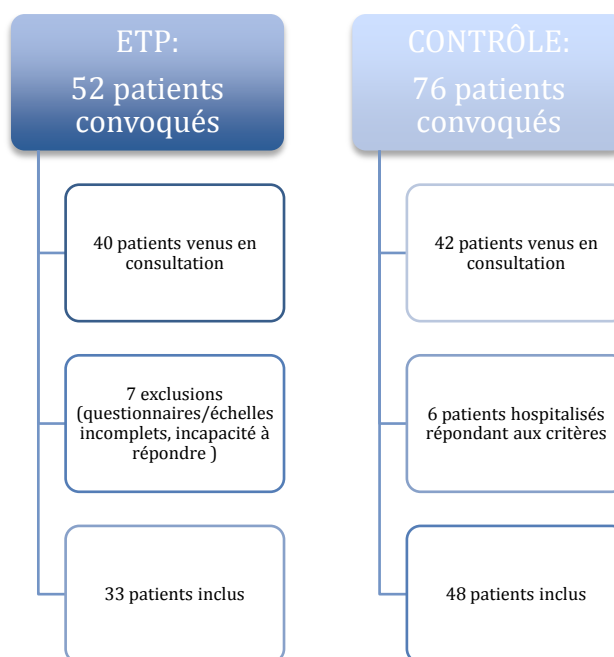 ETP:
52 patients
convoqués
40 patients venus en
consultation
7 exclusions
(questionnaires/échelles
incomplets, incapacité à
répondre )
33 patients inclus
CONTRÔLE:
76 patients
convoqués
42 patients venus en
consultation
6 patients hospitalisés
répondant aux critères
48 patients inclus